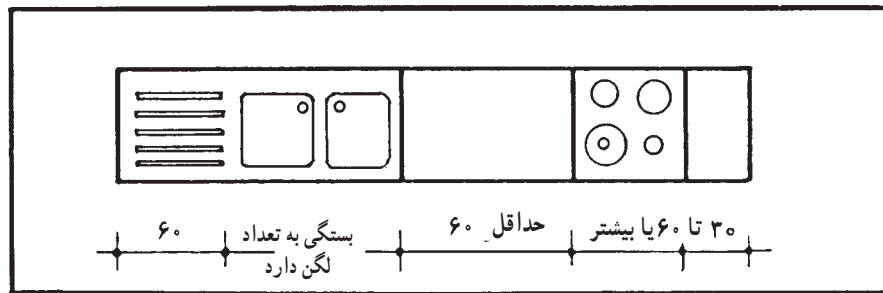 ۳۰ تا ۶۰ یا بیشتر
حداقل ۶۰
بستگی به تعداد
لگن دارد
۶۰